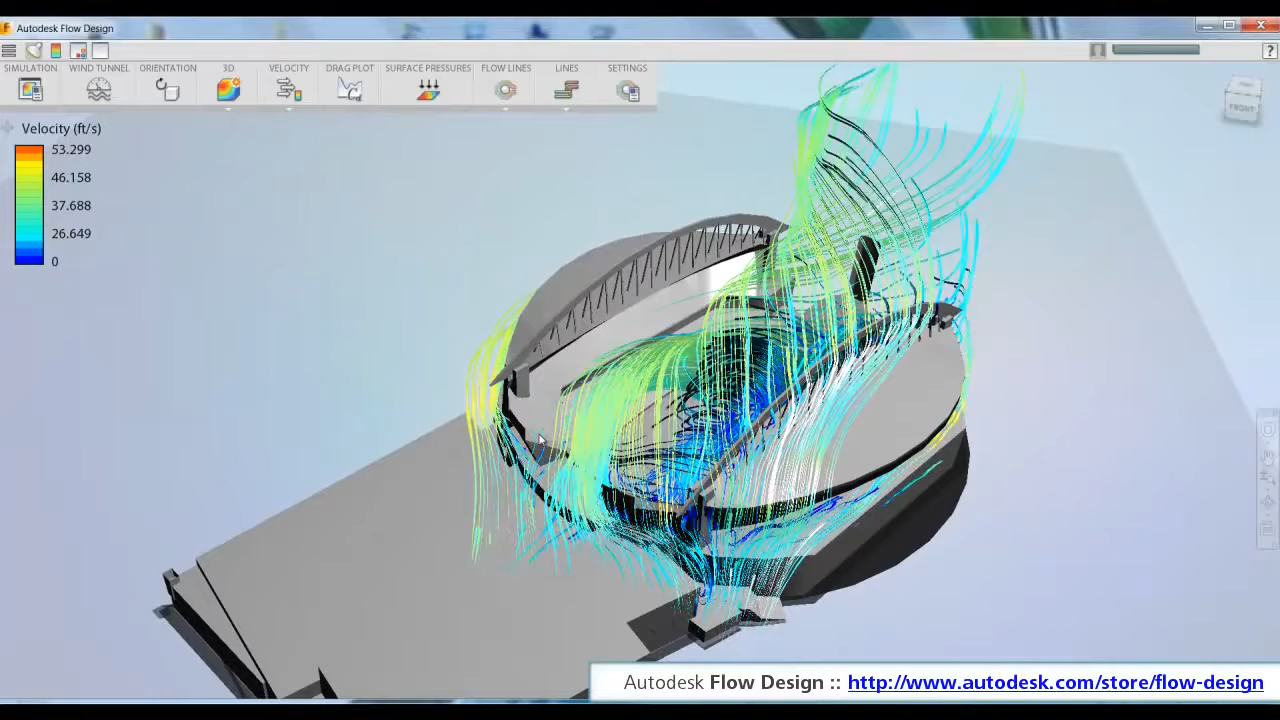 Autodesk Flow Design
SIMULATION WIND TUNNEL ORIENTATION 3D VELOCITY DRAG PLOT SURFACE PRESSURES FLOW LINES LINES SETTINGS
Velocity (ft/s)
53.299
46.158
37.688
26.649
0
FRONT
Autodesk Flow Design :: http://www.autodesk.com/store/flow-design